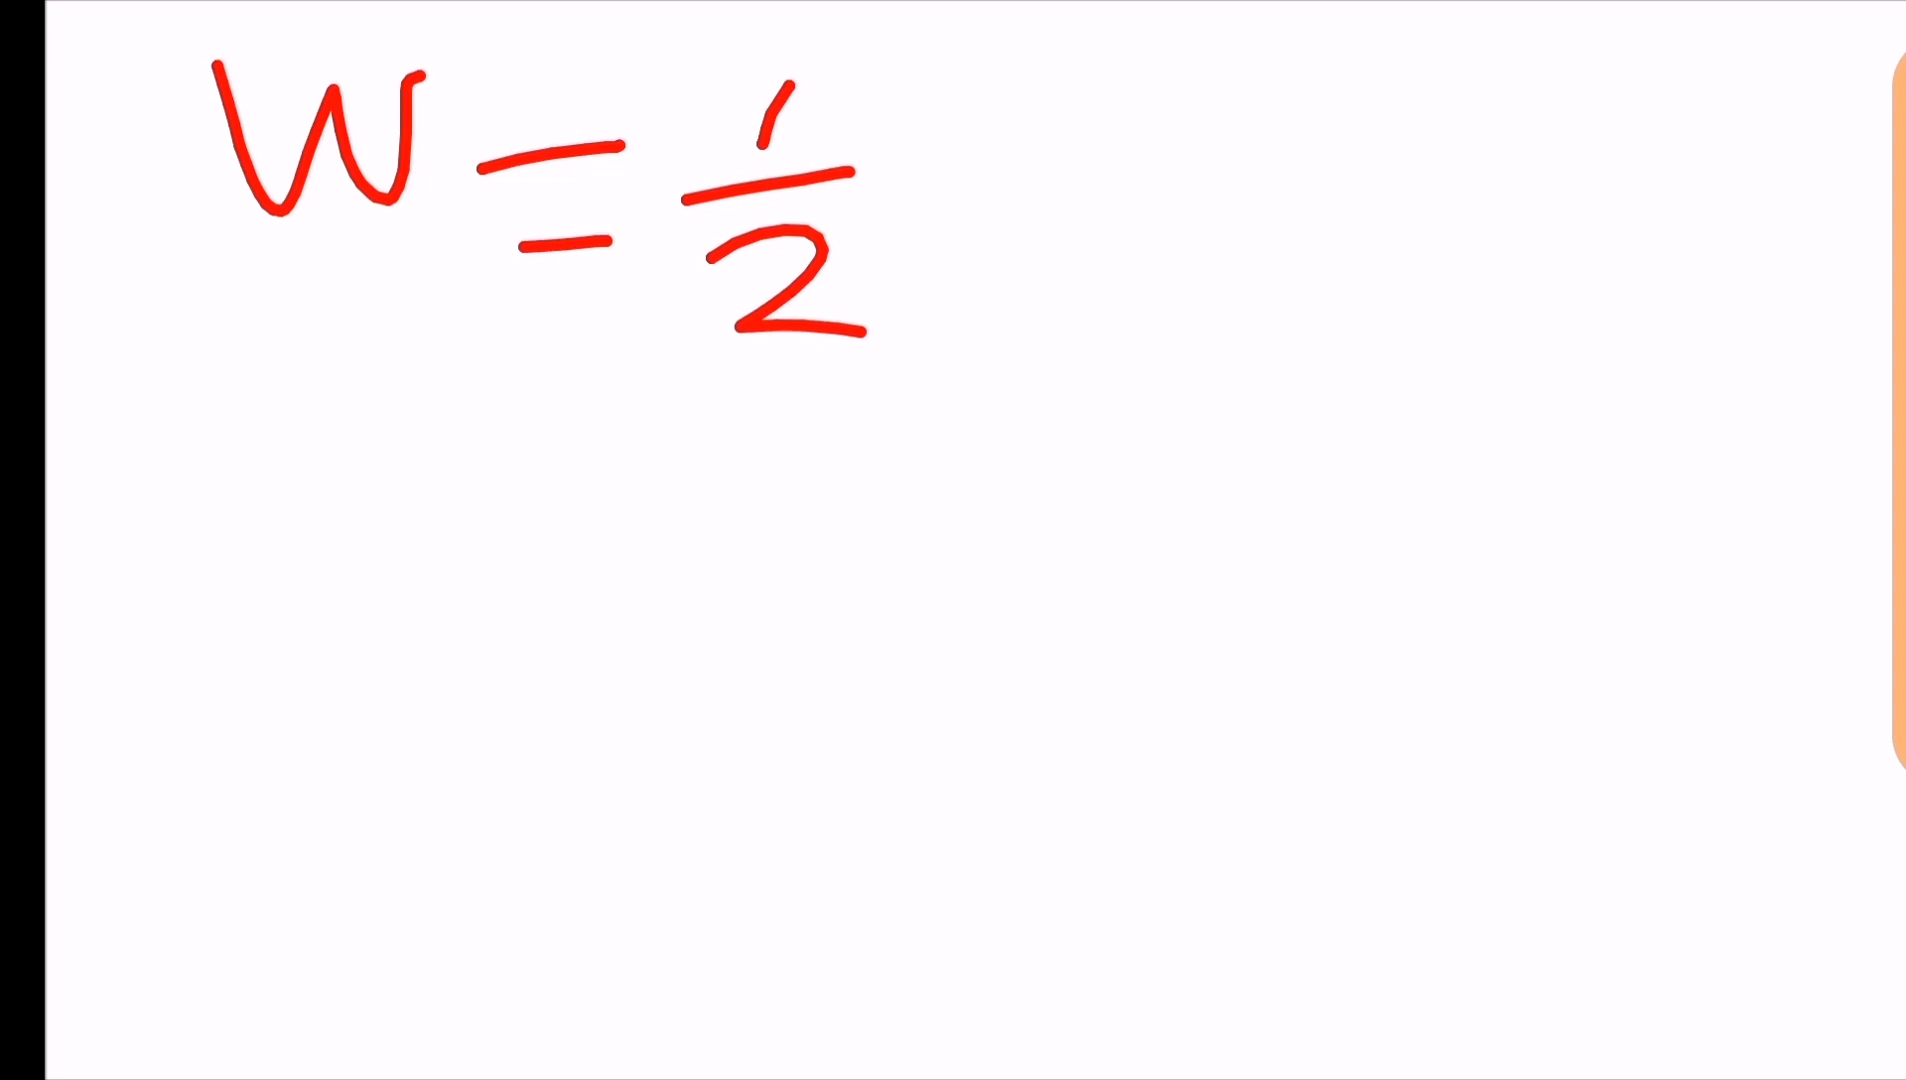 W = 1/2